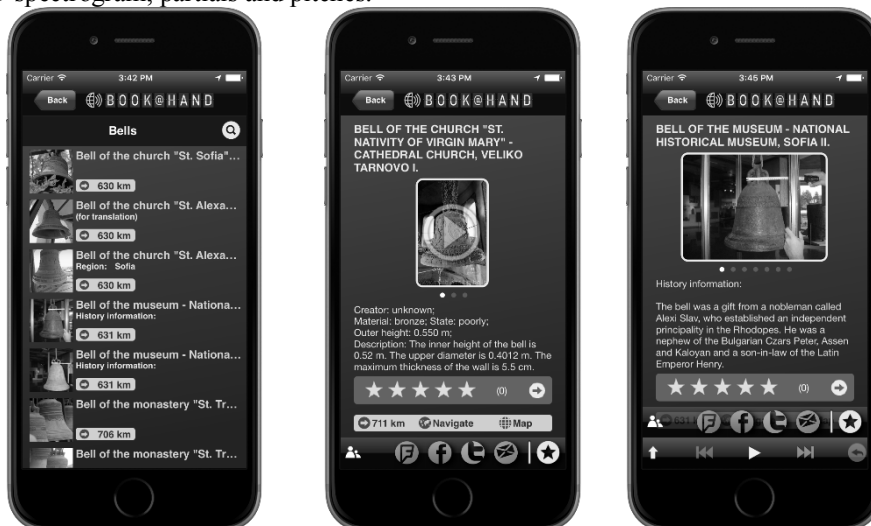 spectrogram, partials and pitches.
Carrier 3:42 PM
Back BOOK@HAND
Bells
Bell of the church "St. Sofia"...
630 km
Bell of the church "St. Alexa...
(for translation)
630 km
Bell of the church "St. Alexa...
Region: Sofia
630 km
Bell of the museum - Nationa...
History information:
631 km
Bell of the museum - Nationa...
History information:
631 km
Bell of the monastery "St. Tr...
706 km
Bell of the monastery "St. Tr...
Carrier 3:43 PM
Back BOOK@HAND
BELL OF THE CHURCH "ST.
NATIVITY OF VIRGIN MARY" -
CATHEDRAL CHURCH, VELIKO
TARNOVO I.
Creator: unknown;
Material: bronze; State: poorly;
Outer height: 0.550 m;
Description: The inner height of the bell is
0.52 m. The upper diameter is 0.4012 m. The
maximum thickness of the wall is 5.5 cm.
(0)
711 km Navigate Map
Carrier 3:45 PM
Back BOOK@HAND
BELL OF THE MUSEUM - NATIONAL
HISTORICAL MUSEUM, SOFIA II.
History information:
The bell was a gift from a nobleman called
Alexi Slav, who established an independent
principality in the Rhodopes. He was a
nephew of the Bulgarian Czars Peter, Assen
and Kaloyan and a son-in-law of the Latin
Emperor Henry.
(0)